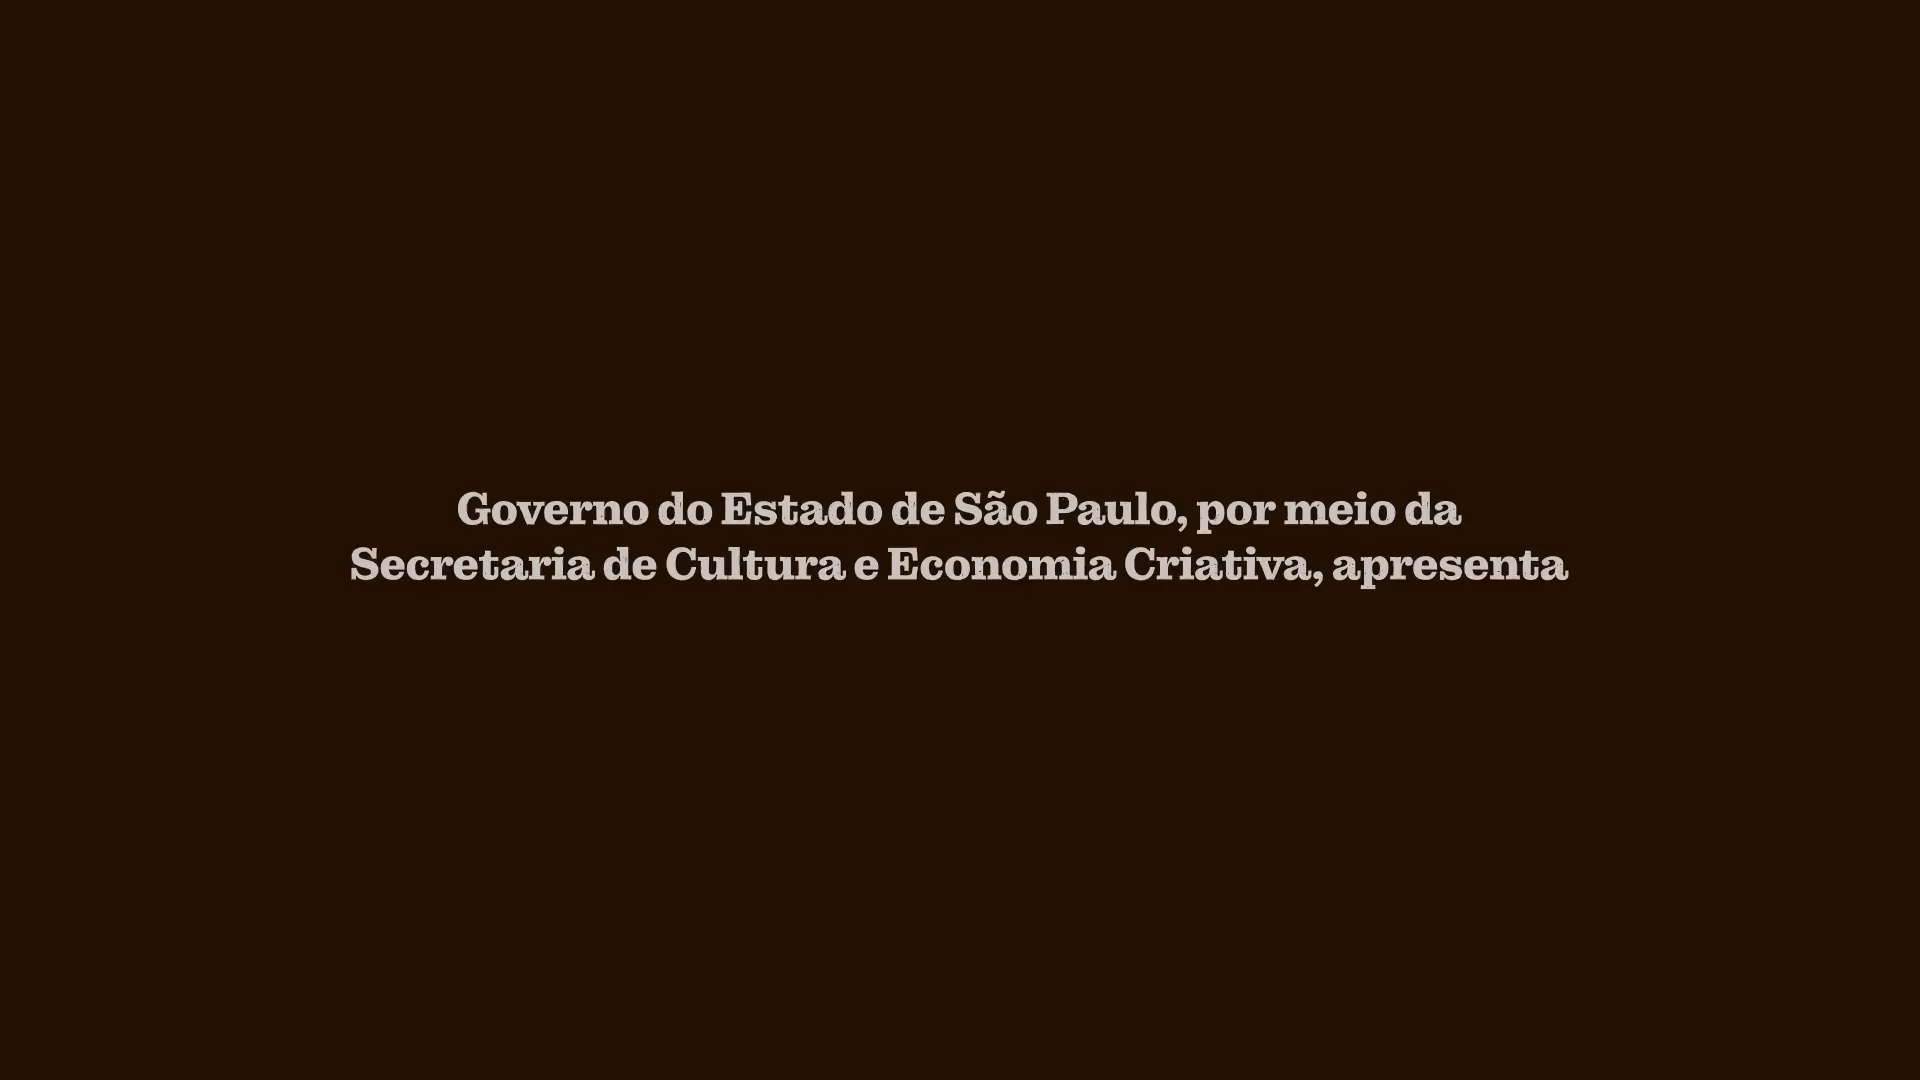 Governo do Estado de São Paulo, por meio da
Secretaria de Cultura e Economia Criativa, apresenta